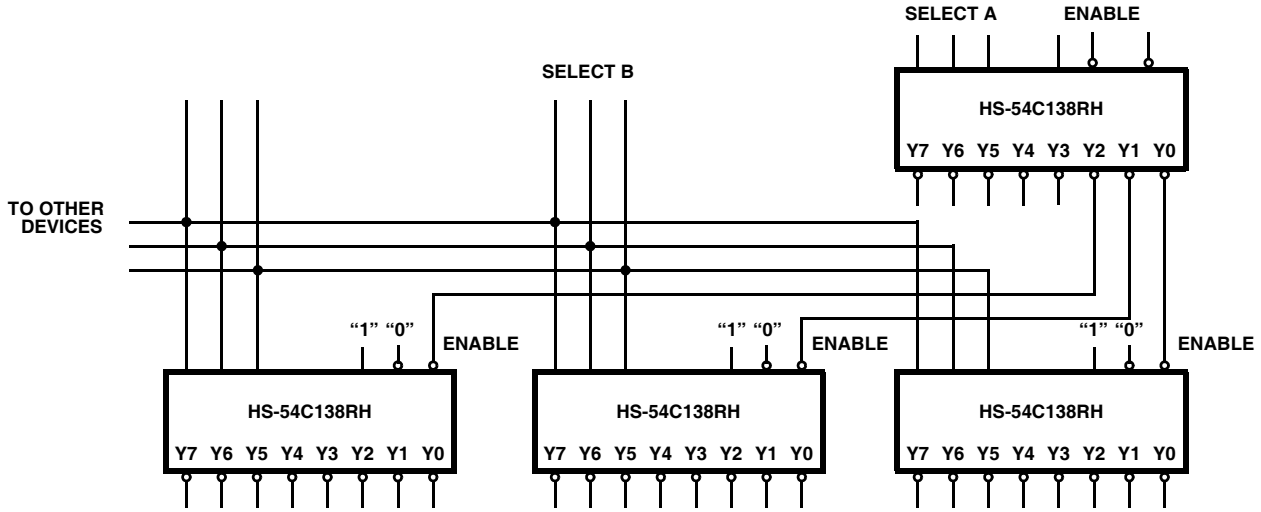 SELECT A ENABLE
SELECT B
HS-54C138RH
Y7 Y6 Y5 Y4 Y3 Y2 Y1 Y0
TO OTHER
DEVICES
“1” “0” “1” “0” “1” “0”
ENABLE ENABLE ENABLE
HS-54C138RH HS-54C138RH HS-54C138RH
Y7 Y6 Y5 Y4 Y3 Y2 Y1 Y0 Y7 Y6 Y5 Y4 Y3 Y2 Y1 Y0 Y7 Y6 Y5 Y4 Y3 Y2 Y1 Y0